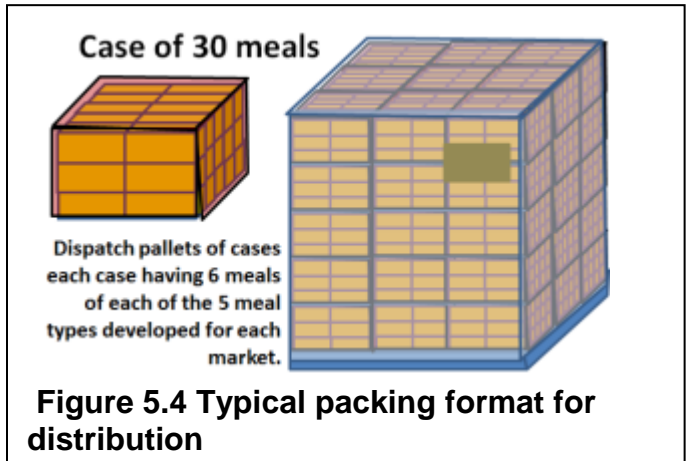 Case of 30 meals
Dispatch pallets of cases
each case having 6 meals
of each of the 5 meal
types developed for each
market.
Figure 5.4 Typical packing format for
distribution